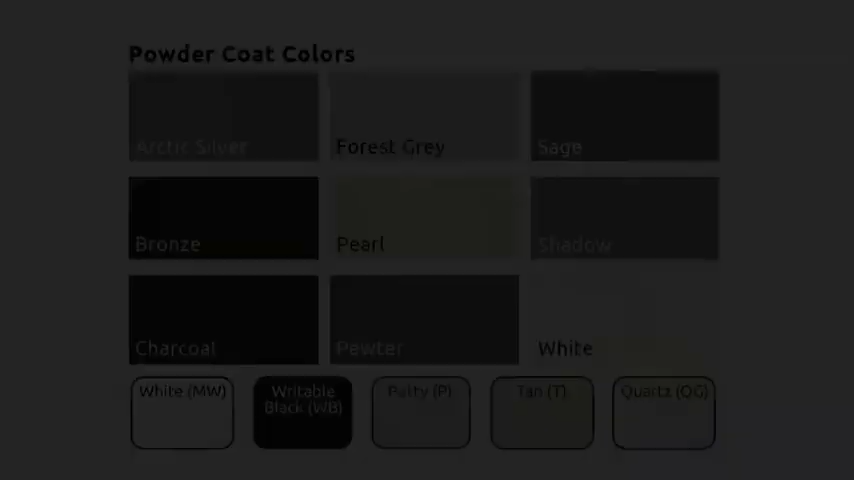 Powder Coat Colors
Arctic Silver
Forest Grey
Sage
Bronze
Pearl
Shadow
Charcoal
Pewter
White
White (MW)
Writable
Black (WB)
Putty (P)
Tan (T)
Quartz (QG)